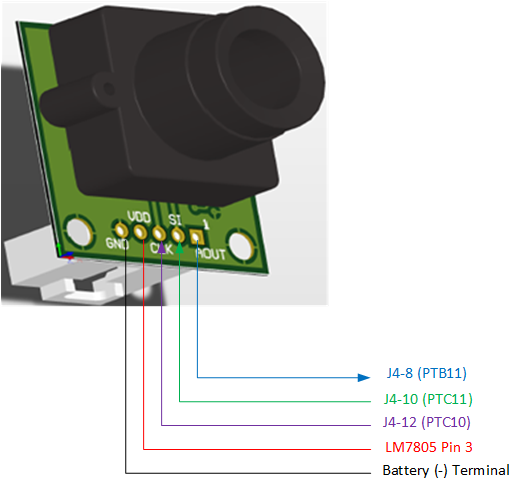 VDD SI 1
GND CLK AOUT
J4-8 (PTB11)
J4-10 (PTC11)
J4-12 (PTC10)
LM7805 Pin 3
Battery (-) Terminal